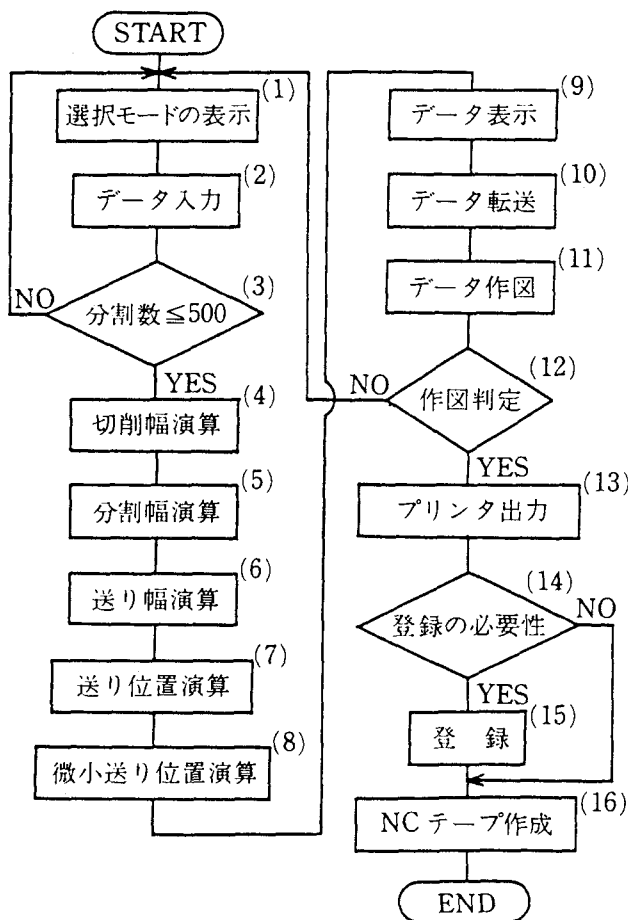 START
(1)
選択モードの表示
(2)
データ入力
(3)
NO
分割数≦500
YES
(4)
切削幅演算
(5)
分割幅演算
(6)
送り幅演算
(7)
送り位置演算
(8)
微小送り位置演算
(9)
データ表示
(10)
データ転送
(11)
データ作図
(12)
NO
作図判定
YES
(13)
プリンタ出力
(14)
NO
登録の必要性
YES
(15)
登 録
(16)
NCテープ作成
END